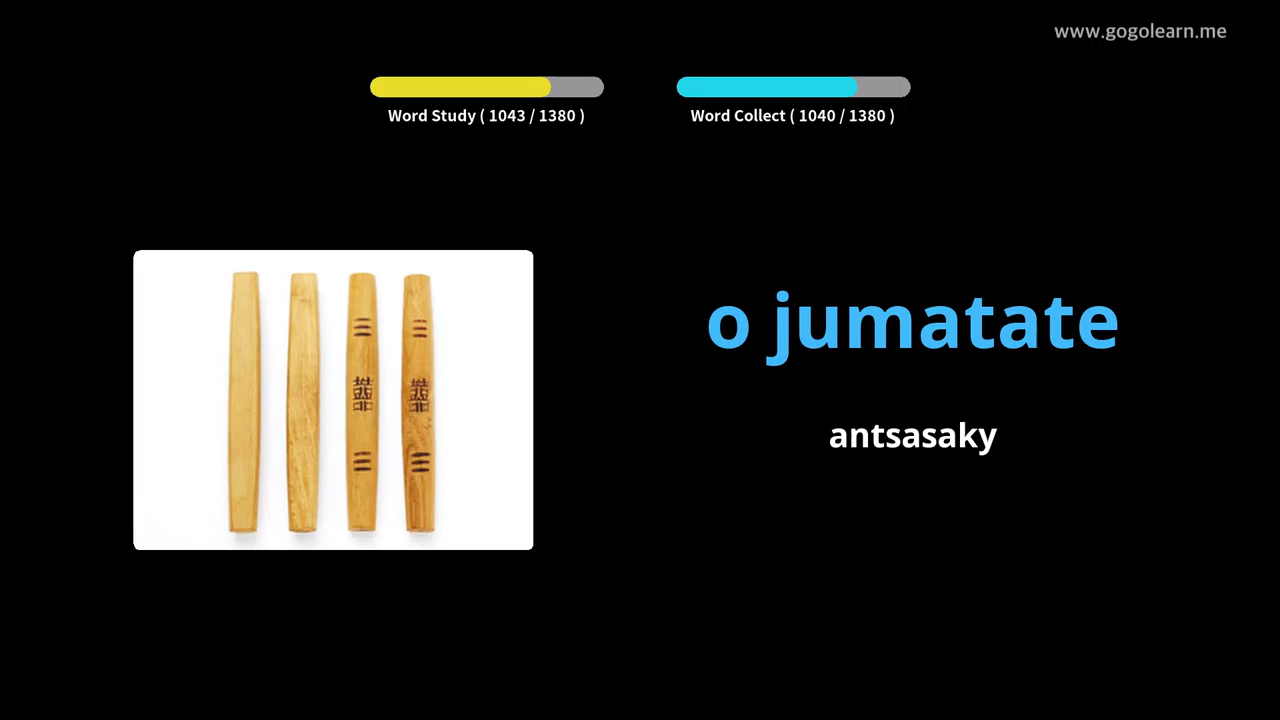 www.gogolearn.me
Word Study ( 1043 / 1380 )
Word Collect ( 1040 / 1380 )
o jumatate
antsasaky